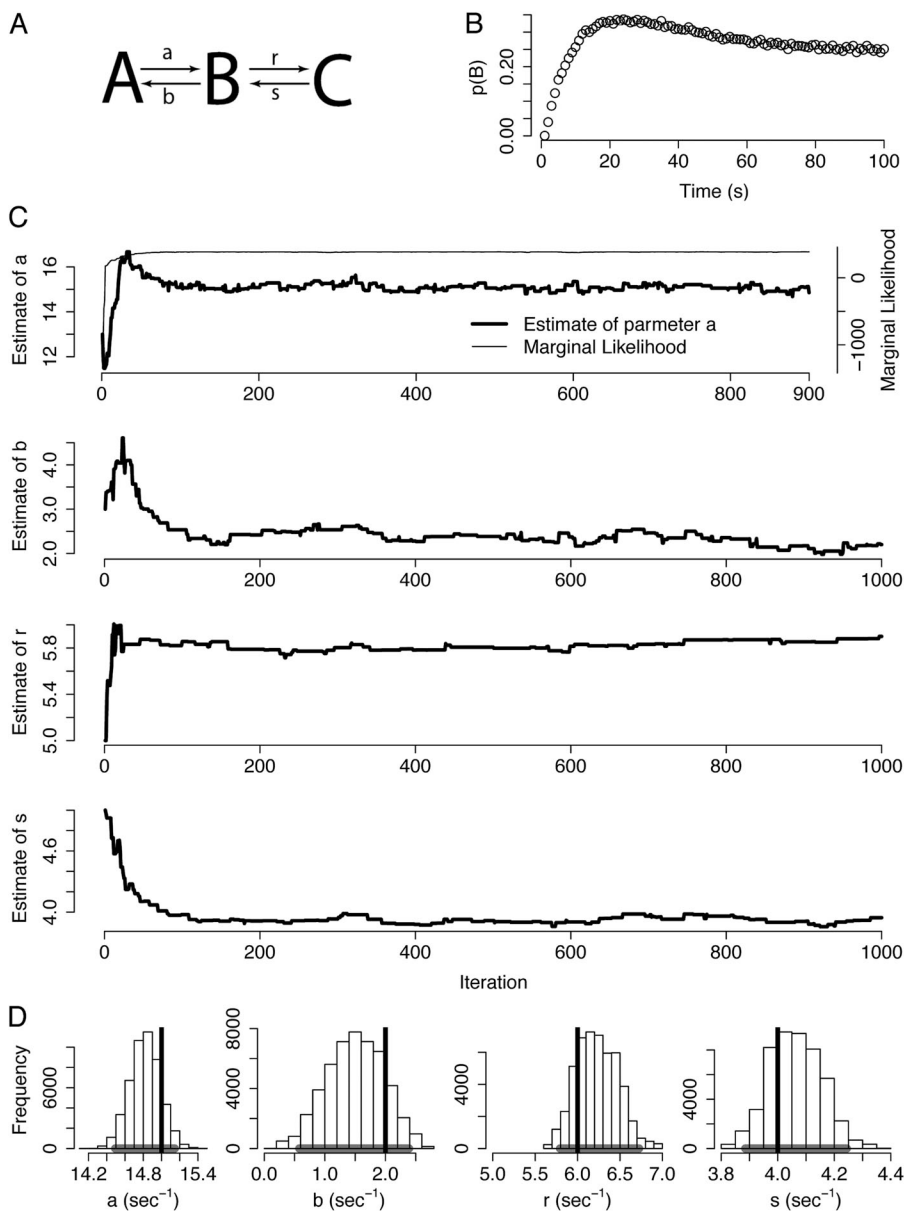 A
A a b B r s C
B
p(B)
0.00 0.20
0 20 40 60 80 100
Time (s)
C
Estimate of a
12 14 15 16
Estimate of parmeter a
Marginal Likelihood
−1000 0
Marginal Likelihood
0 200 400 600 800 900
Estimate of b
2.0 3.0 4.0
0 200 400 600 800 1000
Estimate of r
5.0 5.4 5.8
0 200 400 600 800 1000
Estimate of s
4.0 4.6
0 200 400 600 800 1000
Iteration
D
Frequency
0 6000
14.2 14.8 15.4
a (sec⁻¹)
0 4000 8000
0.0 1.0 2.0
b (sec⁻¹)
0 4000
5.0 5.5 6.0 6.5 7.0
r (sec⁻¹)
0 4000
3.8 4.0 4.2 4.4
s (sec⁻¹)